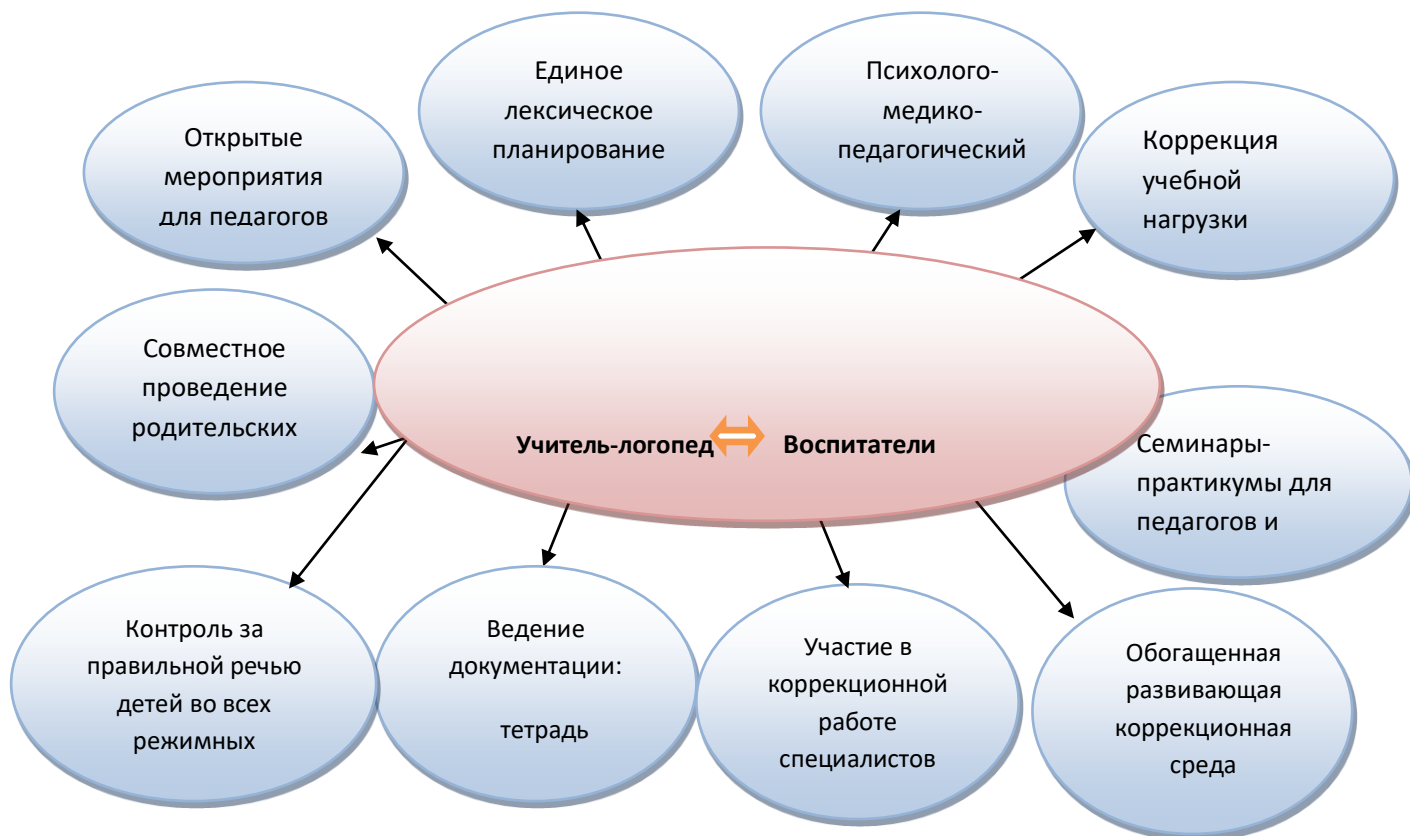 Открытые
мероприятия
для педагогов
Единое
лексическое
планирование
Психолого-
медико-
педагогический
Коррекция
учебной
нагрузки
Совместное
проведение
родительских
Учитель-логопед Воспитатели
Семинары-
практикумы для
педагогов и
Контроль за
правильной речью
детей во всех
режимных
Ведение
документации:
тетрадь
Участие в
коррекционной
работе
специалистов
Обогащенная
развивающая
коррекционная
среда